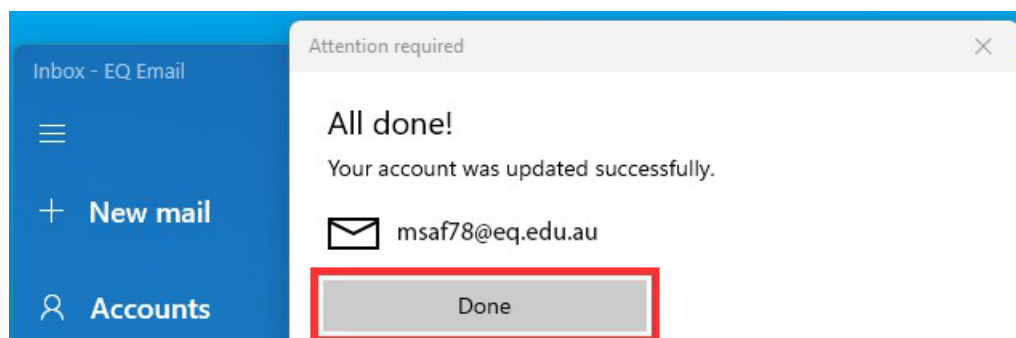 Inbox - EQ Email
New mail
Accounts
Attention required
All done!
Your account was updated successfully.
msaf78@eq.edu.au
Done